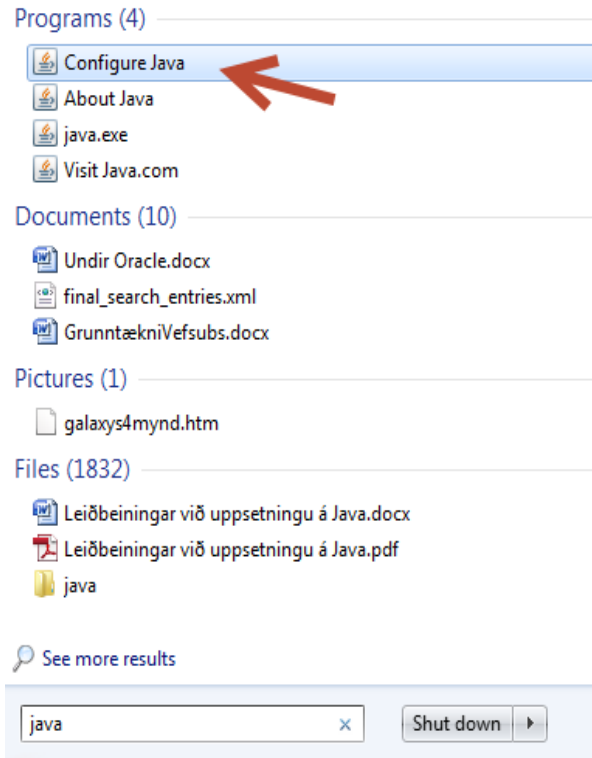 Programs (4)
Configure Java
About Java
java.exe
Visit Java.com
Documents (10)
Undir Oracle.docx
final_search_entries.xml
GrunntækniVefsubs.docx
Pictures (1)
galaxys4mynd.htm
Files (1832)
Leiðbeiningar við uppsetningu á Java.docx
Leiðbeiningar við uppsetningu á Java.pdf
java
See more results
java Shut down